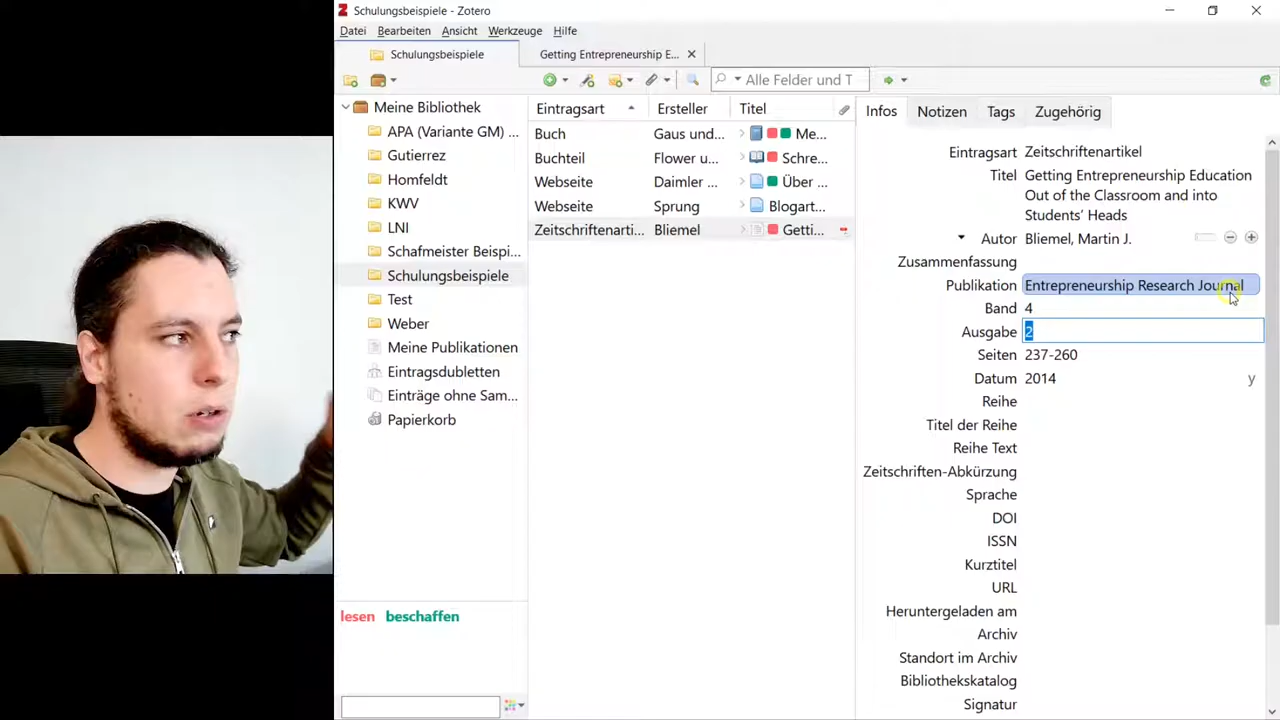 Schulungsbeispiele - Zotero
Datei Bearbeiten Ansicht Werkzeuge Hilfe
Schulungsbeispiele
Getting Entrepreneurship E...
Alle Felder und T
Meine Bibliothek
APA (Variante GM) ...
Gutierrez
Homfeldt
KWV
LNI
Schafmeister Beispi...
Schulungsbeispiele
Test
Weber
Meine Publikationen
Eintragsdubletten
Einträge ohne Sam...
Papierkorb
lesen beschaffen
Eintragsart Ersteller Titel
Buch Gaus und... Me...
Buchteil Flower u... Schre...
Webseite Daimler ... Über ...
Webseite Sprung Blogart...
Zeitschriftenarti... Bliemel Getti...
Infos Notizen Tags Zugehörig
Eintragsart Zeitschriftenartikel
Titel Getting Entrepreneurship Education
Out of the Classroom and into
Students' Heads
Autor Bliemel, Martin J.
Zusammenfassung
Publikation Entrepreneurship Research Journal
Band 4
Ausgabe 2
Seiten 237-260
Datum 2014 y
Reihe
Titel der Reihe
Reihe Text
Zeitschriften-Abkürzung
Sprache
DOI
ISSN
Kurztitel
URL
Heruntergeladen am
Archiv
Standort im Archiv
Bibliothekskatalog
Signatur